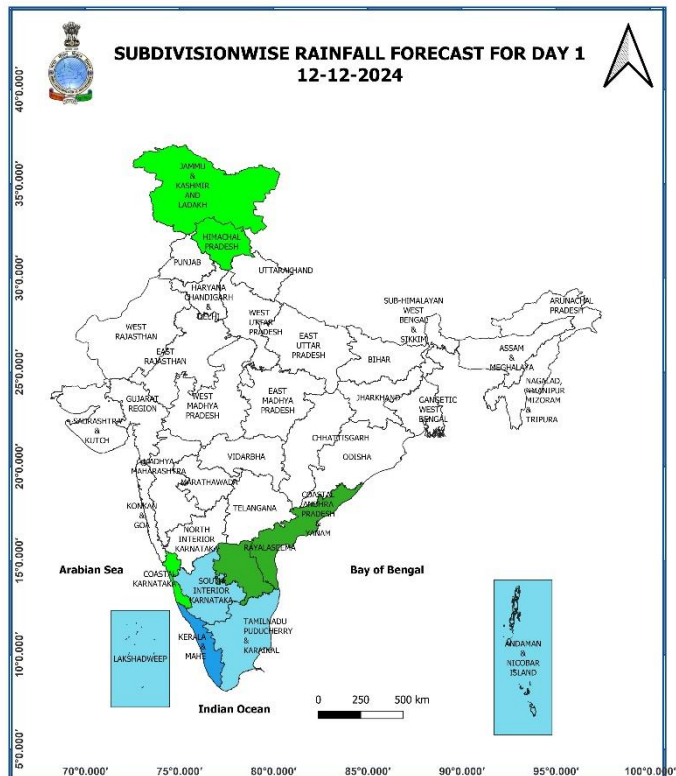 SUBDIVISIONWISE RAINFALL FORECAST FOR DAY 1
12-12-2024
40°0.000'
35°0.000'
30°0.000'
25°0.000'
20°0.000'
15°0.000'
10°0.000'
5°0.000'
JAMMU
&
KASHMIR
AND
LADAKH
HIMACHAL
PRADESH
PUNJAB
UTTARAKHAND
HARYANA
CHANDIGARH
&
DELHI
WEST
UTTAR
PRADESH
EAST
UTTAR
PRADESH
SUB-HIMALAYAN
WEST
BENGAL
&
SIKKIM
ARUNACHAL
PRADESH
WEST
RAJASTHAN
EAST
RAJASTHAN
BIHAR
ASSAM
&
MEGHALAYA
NAGALAD,
MANIPUR
MIZORAM
&
TRIPURA
GUJARAT
REGION
SAURASHTRA
&
KUTCH
WEST
MADHYA
PRADESH
EAST
MADHYA
PRADESH
JHARKHAND
GANGETIC
WEST
BENGAL
CHHATTISGARH
ODISHA
VIDARBHA
MADHYA
MAHARASHTRA
MARATHAWADA
KONKAN
&
GOA
TELANGANA
COASTAL
ANDHRA
PRADESH
&
YANAM
NORTH
INTERIOR
KARNATAKA
RAYALASEEMA
Arabian Sea
COASTAL
KARNATAKA
SOUTH
INTERIOR
KARNATAKA
Bay of Bengal
TAMILNADU
PUDUCHERRY
&
KARAIKAL
KERALA
&
MAHE
LAKSHADWEEP
ANDAMAN
&
NICOBAR
ISLAND
Indian Ocean
0 250 500 km
70°0.000' 75°0.000' 80°0.000' 85°0.000' 90°0.000' 95°0.000' 100°0.000'